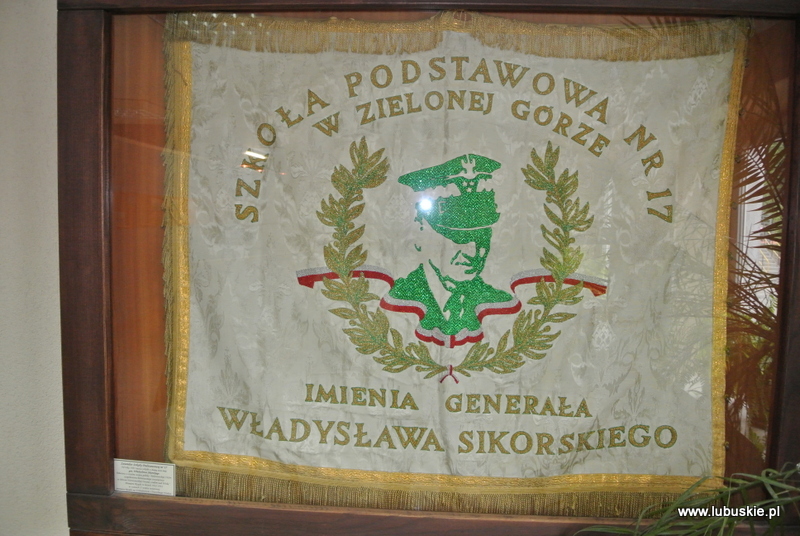 SZKOŁA PODSTAWOWA NR 17
W ZIELONEJ GÓRZE
IMIENIA GENERAŁA
WŁADYSŁAWA SIKORSKIEGO
www.lubuskie.pl